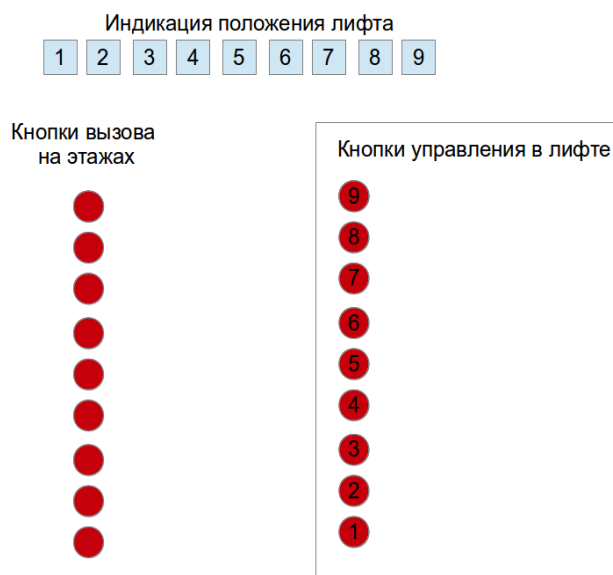 Индикация положения лифта
1 2 3 4 5 6 7 8 9
Кнопки вызова
на этажах
Кнопки управления в лифте
9
8
7
6
5
4
3
2
1